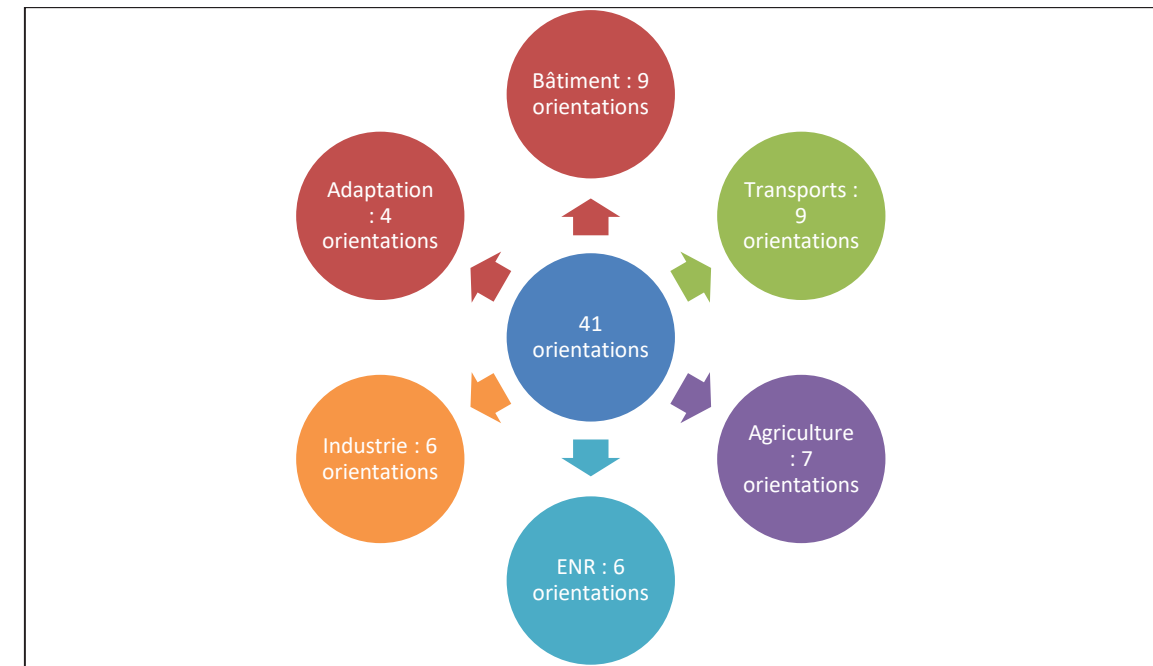 Bâtiment : 9
orientations
Transports :
9
orientations
Agriculture
: 7
orientations
ENR : 6
orientations
Industrie : 6
orientations
Adaptation
: 4
orientations
41
orientations